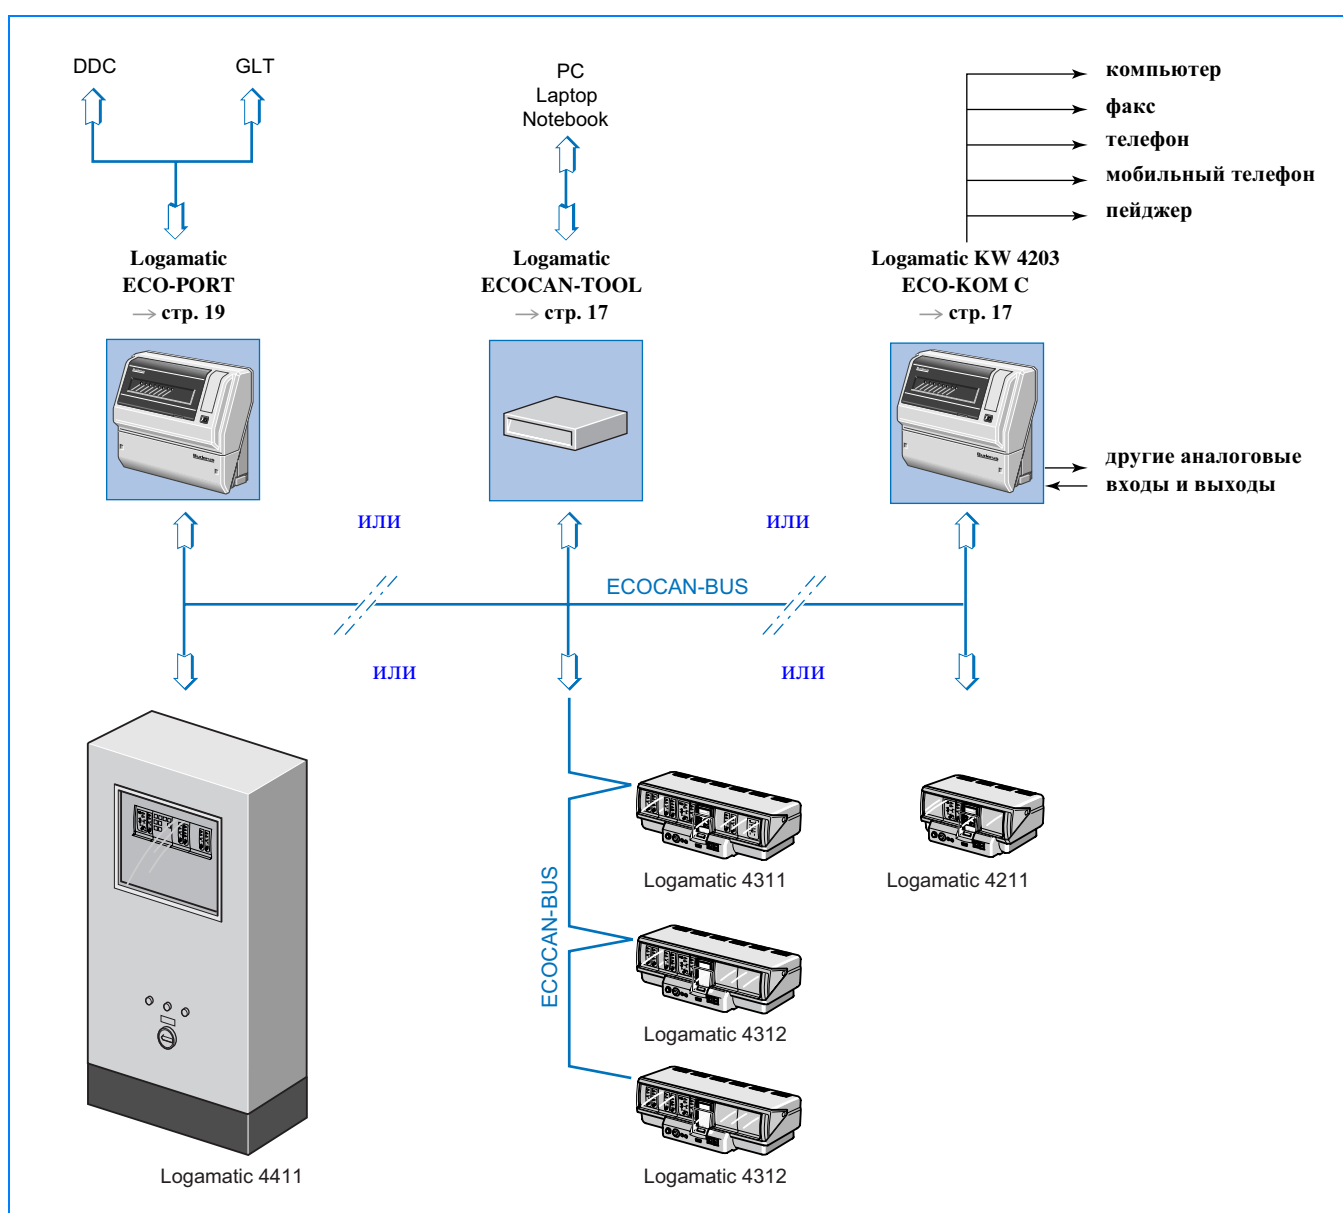 DDC
GLT
PC
Laptop
Notebook
компьютер
факс
телефон
мобильный телефон
пейджер
Logamatic
ECO-PORT
→ стр. 19
Logamatic
ECOCAN-TOOL
→ стр. 17
Logamatic KW 4203
ECO-KOM C
→ стр. 17
Buderus
Buderus
другие аналоговые
входы и выходы
или
или
ECOCAN-BUS
или
или
ECOCAN-BUS
Logamatic 4311
Logamatic 4211
Logamatic 4312
Logamatic 4312
Logamatic 4411